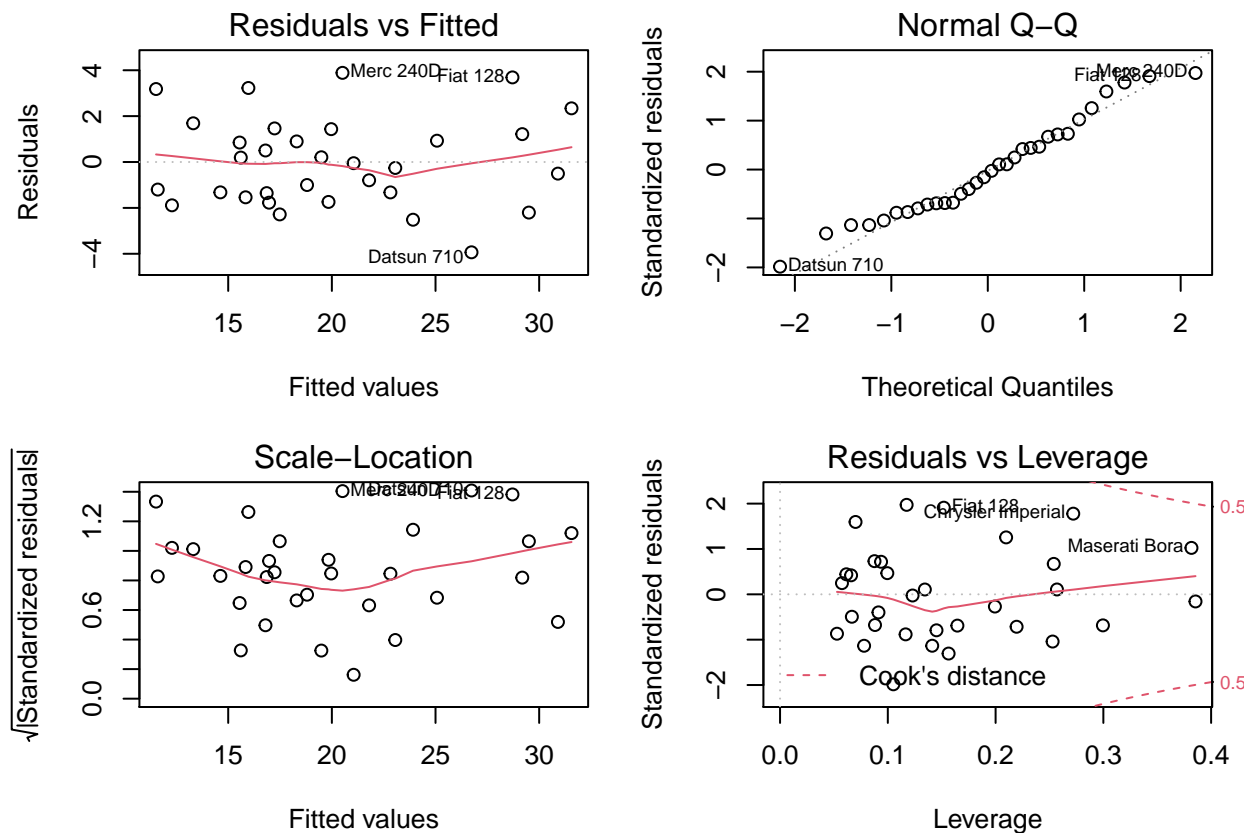 Residuals vs Fitted
Residuals
4
2
0
−4
Merc 240D
Fiat 128
Datsun 710
15 20 25 30
Fitted values
Normal Q−Q
Standardized residuals
2
1
0
−2
Merc 240D
Fiat 128
Datsun 710
−2 −1 0 1 2
Theoretical Quantiles
Scale−Location
√|Standardized residuals|
1.2
0.6
0.0
Merc 240D
Datsun 710
Fiat 128
15 20 25 30
Fitted values
Residuals vs Leverage
Standardized residuals
2
1
0
−2
Fiat 128
Chrysler Imperial
Maserati Bora
0.5
0.5
Cook's distance
0.0 0.1 0.2 0.3 0.4
Leverage